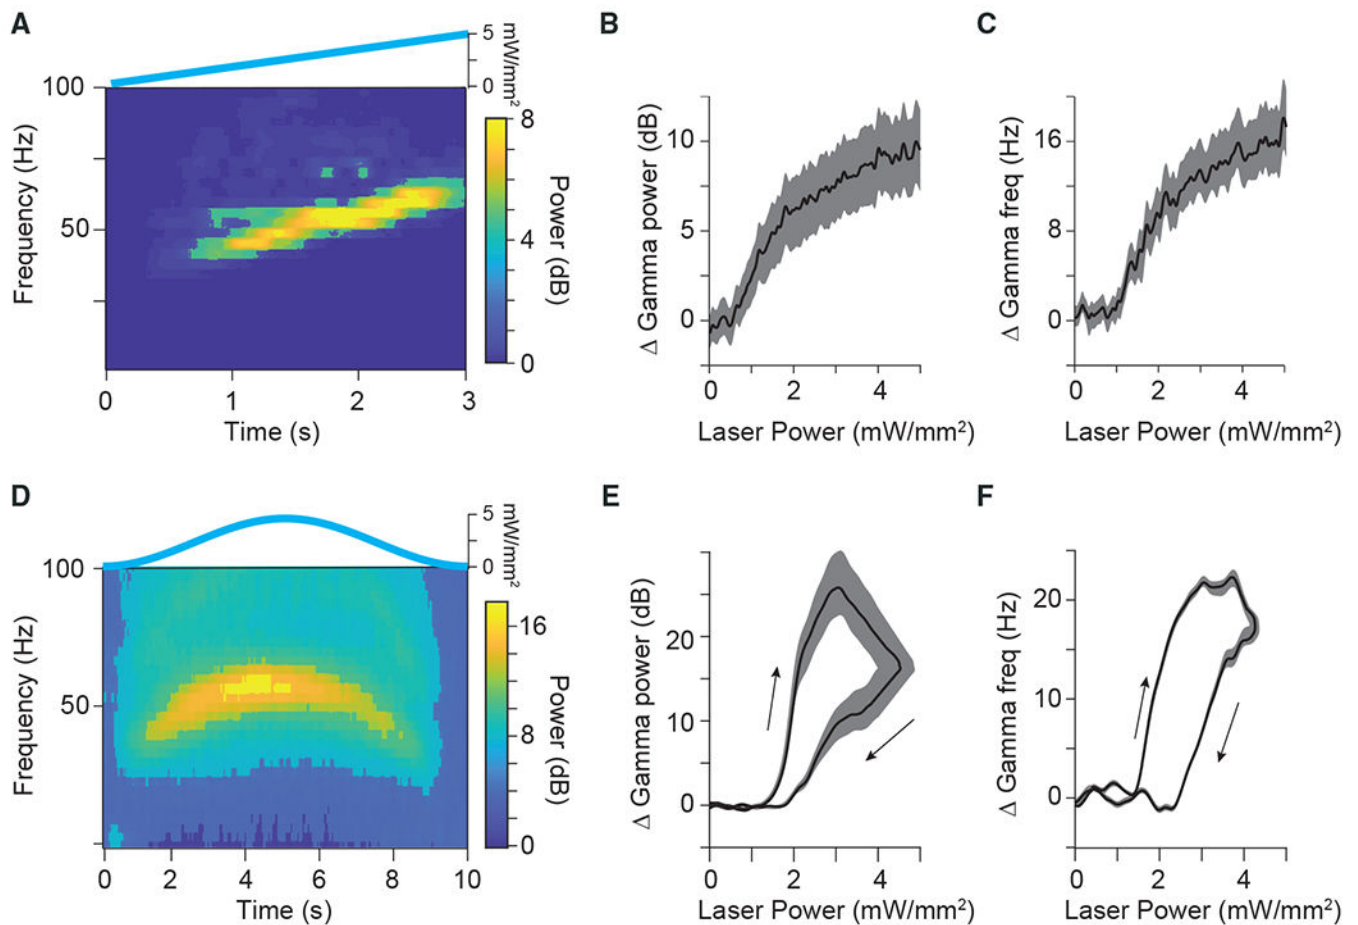 A
5
0
mW/mm²
100
50
Frequency (Hz)
0
1
2
3
Time (s)
8
4
0
Power (dB)
B
10
5
0
Δ Gamma power (dB)
0
2
4
Laser Power (mW/mm²)
C
16
8
0
Δ Gamma freq (Hz)
0
2
4
Laser Power (mW/mm²)
D
5
0
mW/mm²
100
50
Frequency (Hz)
0
2
4
6
8
10
Time (s)
16
8
0
Power (dB)
E
20
10
0
Δ Gamma power (dB)
0
2
4
Laser Power (mW/mm²)
F
20
10
0
Δ Gamma freq (Hz)
0
2
4
Laser Power (mW/mm²)